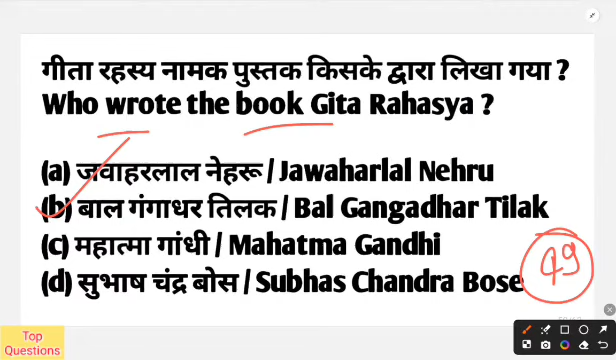 गीता रहस्य नामक पुस्तक किसके द्वारा लिखा गया ?
Who wrote the book Gita Rahasya ?
(a) जवाहरलाल नेहरू / Jawaharlal Nehru
(b) बाल गंगाधर तिलक / Bal Gangadhar Tilak
(c) महात्मा गांधी / Mahatma Gandhi
(d) सुभाष चंद्र बोस / Subhas Chandra Bose
49
Top
Questions